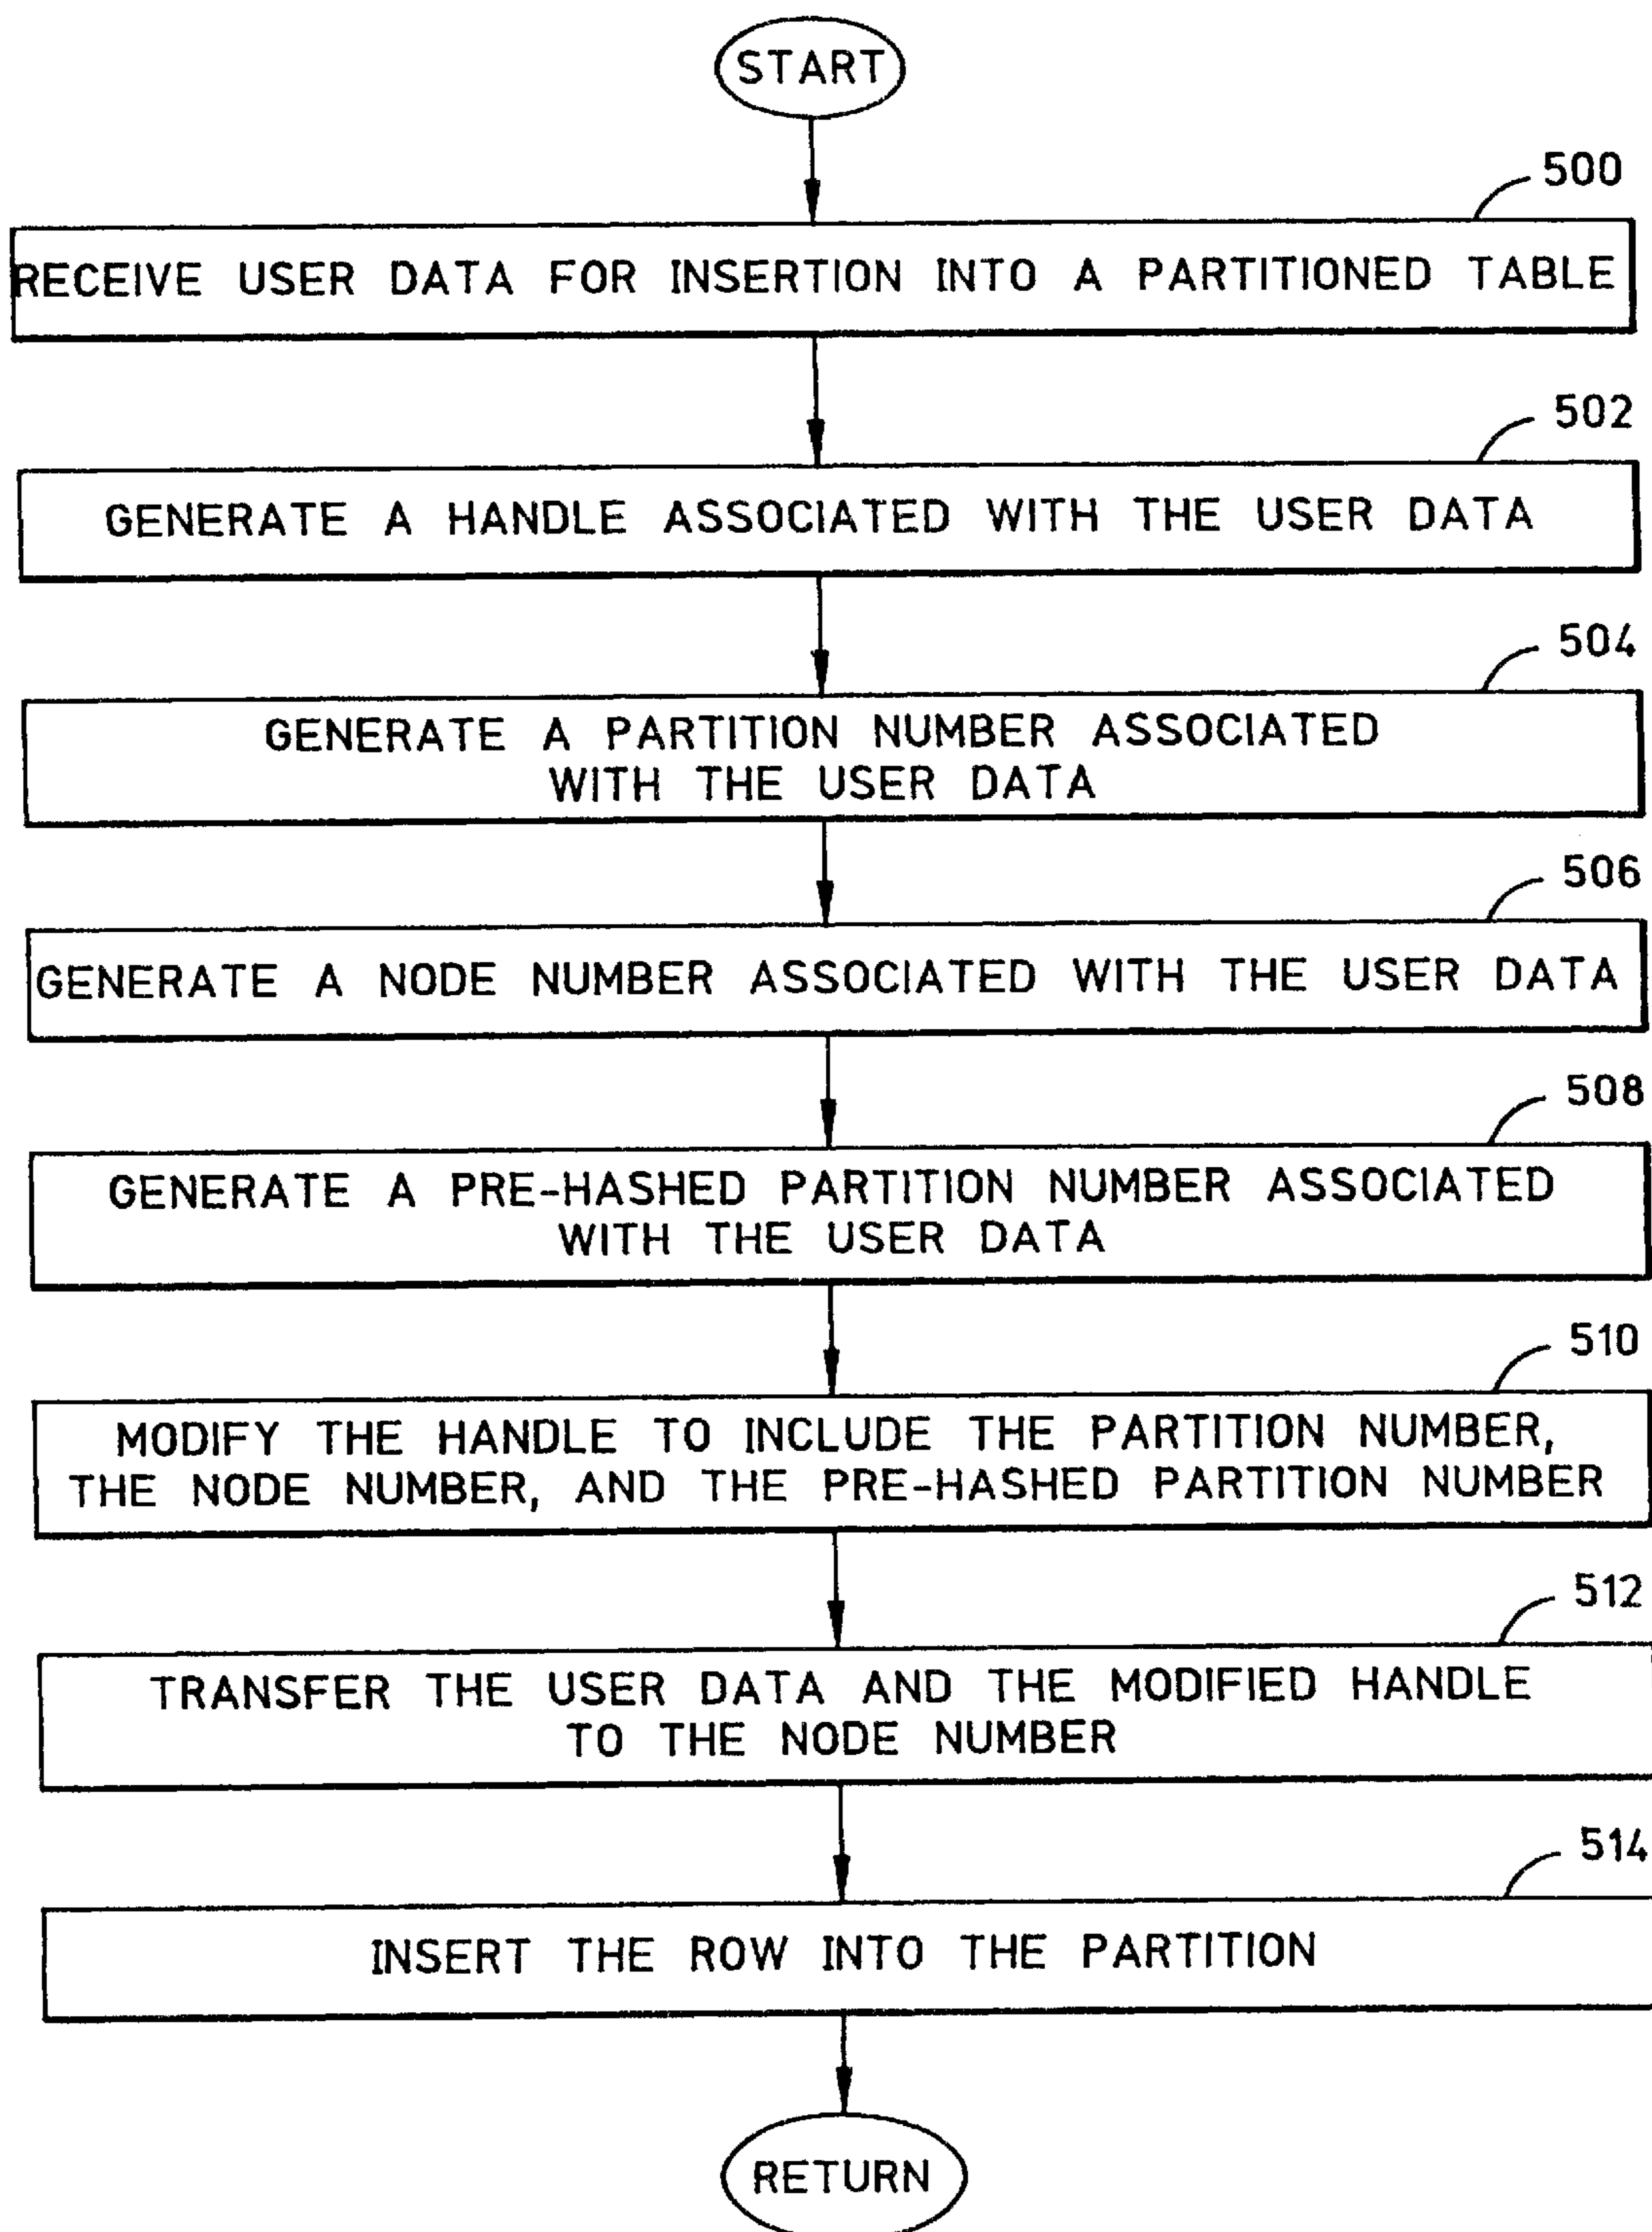 START
500
RECEIVE USER DATA FOR INSERTION INTO A PARTITIONED TABLE
502
GENERATE A HANDLE ASSOCIATED WITH THE USER DATA
504
GENERATE A PARTITION NUMBER ASSOCIATED
WITH THE USER DATA
506
GENERATE A NODE NUMBER ASSOCIATED WITH THE USER DATA
508
GENERATE A PRE-HASHED PARTITION NUMBER ASSOCIATED
WITH THE USER DATA
510
MODIFY THE HANDLE TO INCLUDE THE PARTITION NUMBER,
THE NODE NUMBER, AND THE PRE-HASHED PARTITION NUMBER
512
TRANSFER THE USER DATA AND THE MODIFIED HANDLE
TO THE NODE NUMBER
514
INSERT THE ROW INTO THE PARTITION
RETURN